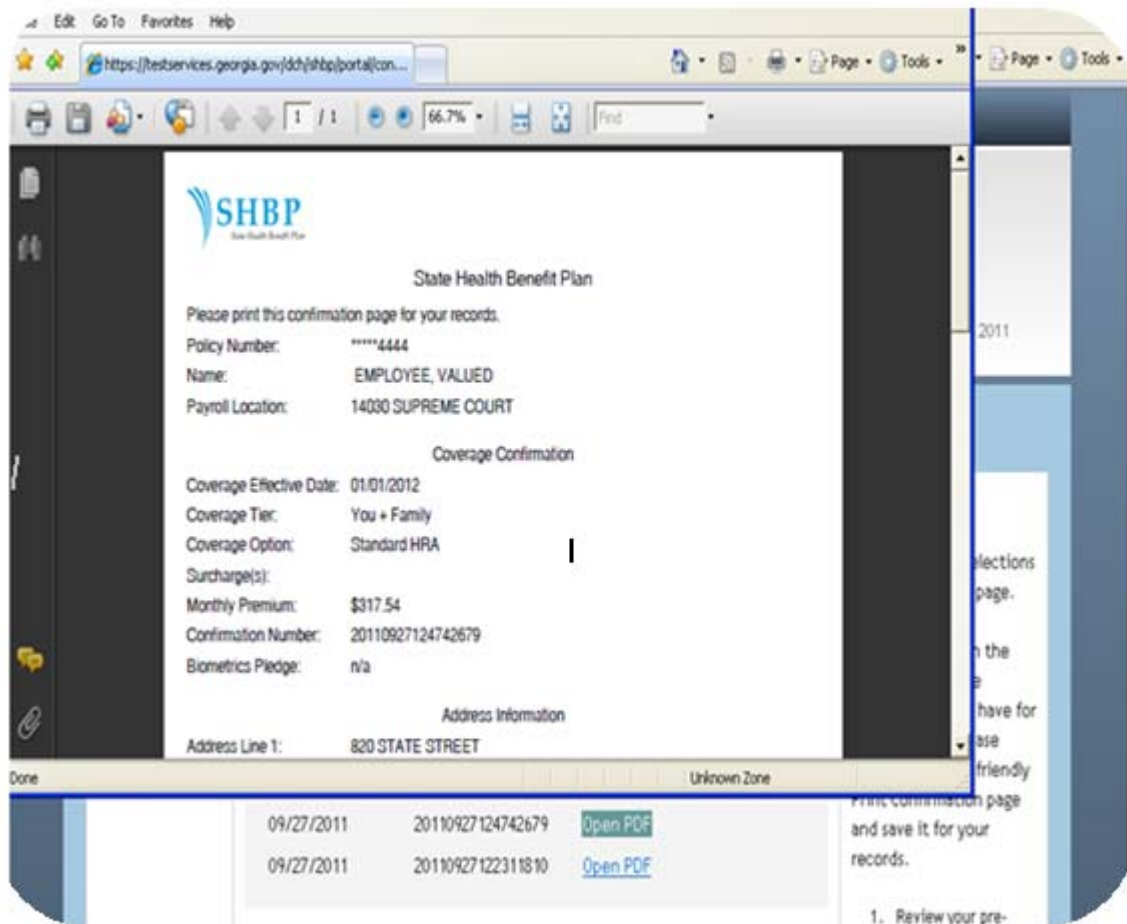 Edit Go To Favorites Help
https://testservices.georgia.gov/dch/shbp/portal/con...
Page Tools »
Page Tools
1 / 1 66.7% Find
SHBP
State Health Benefit Plan
State Health Benefit Plan
Please print this confirmation page for your records.
Policy Number: *****4444
Name: EMPLOYEE, VALUED
Payroll Location: 14030 SUPREME COURT
2011
Coverage Confirmation
Coverage Effective Date: 01/01/2012
Coverage Tier: You + Family
Coverage Option: Standard HRA
Surcharge(s):
Monthly Premium: $317.54
Confirmation Number: 20110927124742679
Biometrics Pledge: n/a
Address Information
Address Line 1: 820 STATE STREET
elections
page.
the
have for
friendly
Done Unknown Zone
Print Confirmation page
and save it for your
records.
09/27/2011 20110927124742679 Open PDF
09/27/2011 20110927122311810 Open PDF
1. Review your pre-